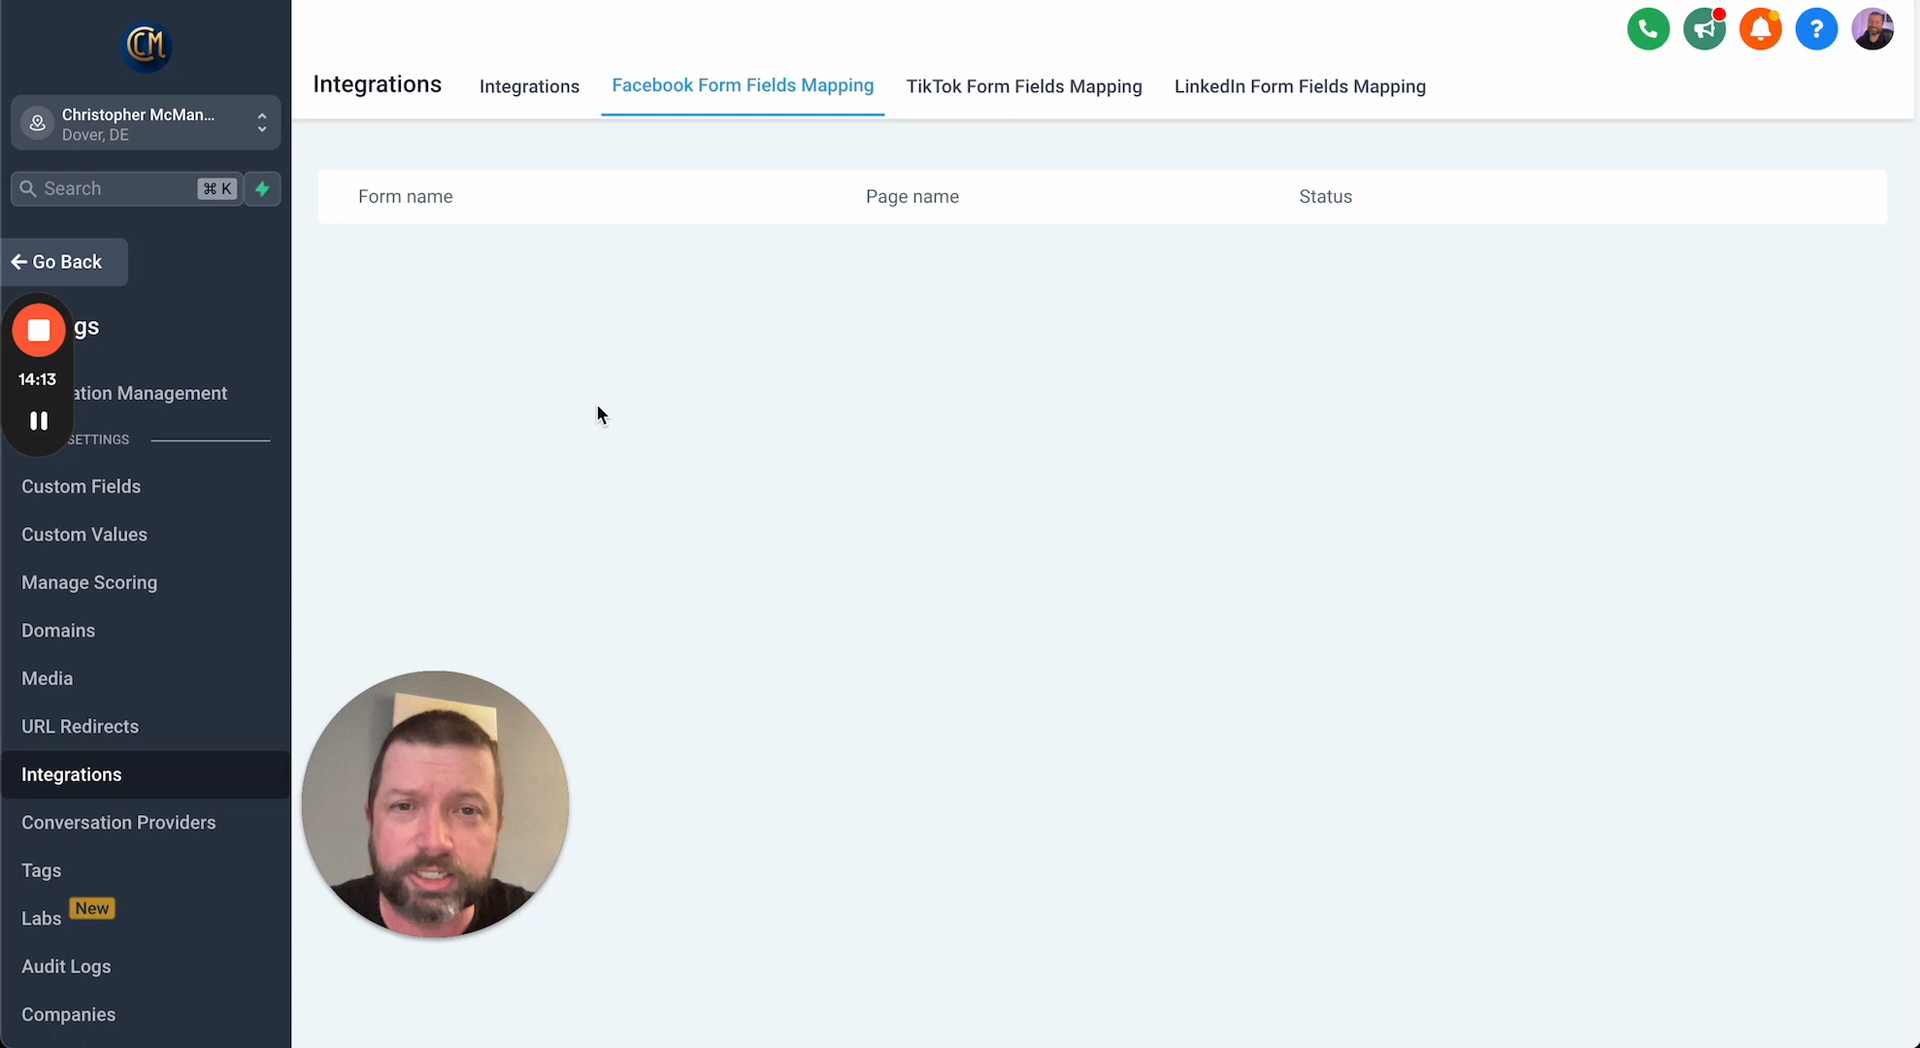 CM
Christopher McMan...
Dover, DE
Search
⌘ K
Go Back
gs
14:13
ation Management
SETTINGS
Custom Fields
Custom Values
Manage Scoring
Domains
Media
URL Redirects
Integrations
Conversation Providers
Tags
Labs New
Audit Logs
Companies
Integrations
Integrations
Facebook Form Fields Mapping
TikTok Form Fields Mapping
LinkedIn Form Fields Mapping
?
Form name
Page name
Status